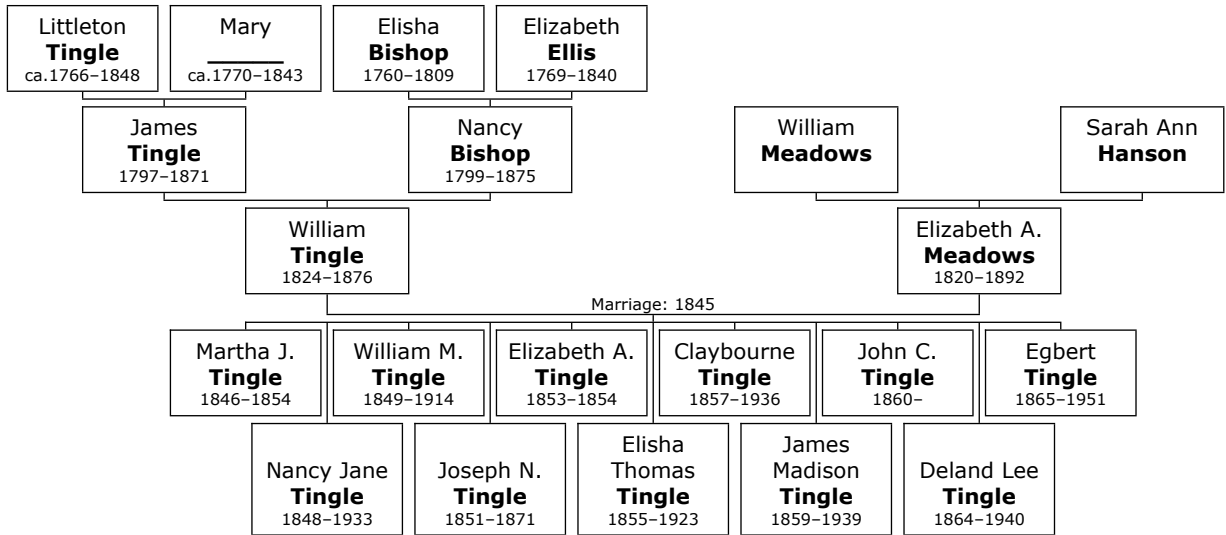 Littleton
Tingle
ca.1766–1848
Mary
______
ca.1770–1843
Elisha
Bishop
1760–1809
Elizabeth
Ellis
1769–1840
James
Tingle
1797–1871
Nancy
Bishop
1799–1875
William
Meadows
Sarah Ann
Hanson
William
Tingle
1824–1876
Elizabeth A.
Meadows
1820–1892
Marriage: 1845
Martha J.
Tingle
1846–1854
William M.
Tingle
1849–1914
Elizabeth A.
Tingle
1853–1854
Claybourne
Tingle
1857–1936
John C.
Tingle
1860–
Egbert
Tingle
1865–1951
Nancy Jane
Tingle
1848–1933
Joseph N.
Tingle
1851–1871
Elisha
Thomas
Tingle
1855–1923
James
Madison
Tingle
1859–1939
Deland Lee
Tingle
1864–1940